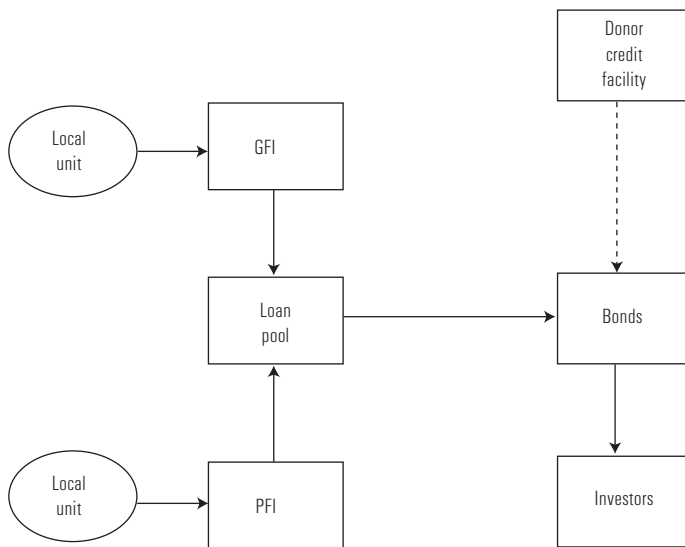 Donor
credit
facility
Local
unit
GFI
Loan
pool
Bonds
Local
unit
PFI
Investors